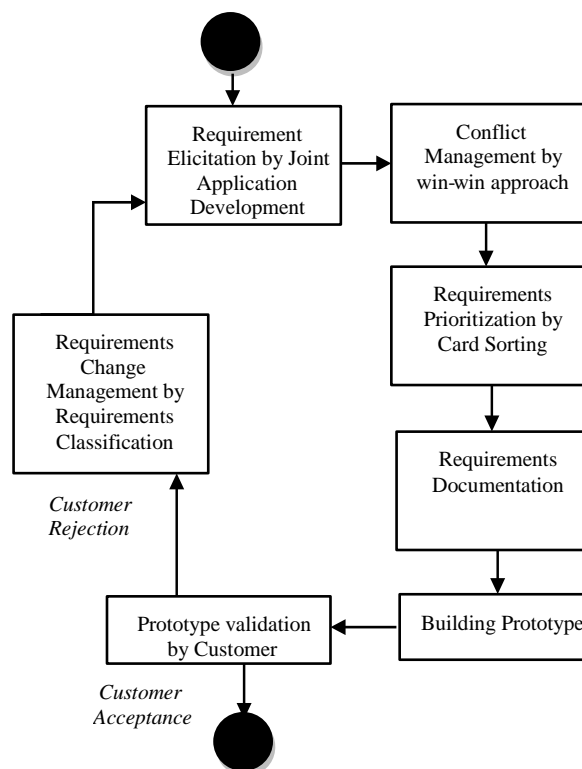 Requirement
Elicitation by Joint
Application
Development
Conflict
Management by
win-win approach
Requirements
Prioritization by
Card Sorting
Requirements
Documentation
Building Prototype
Prototype validation
by Customer
Customer
Acceptance
Customer
Rejection
Requirements
Change
Management by
Requirements
Classification